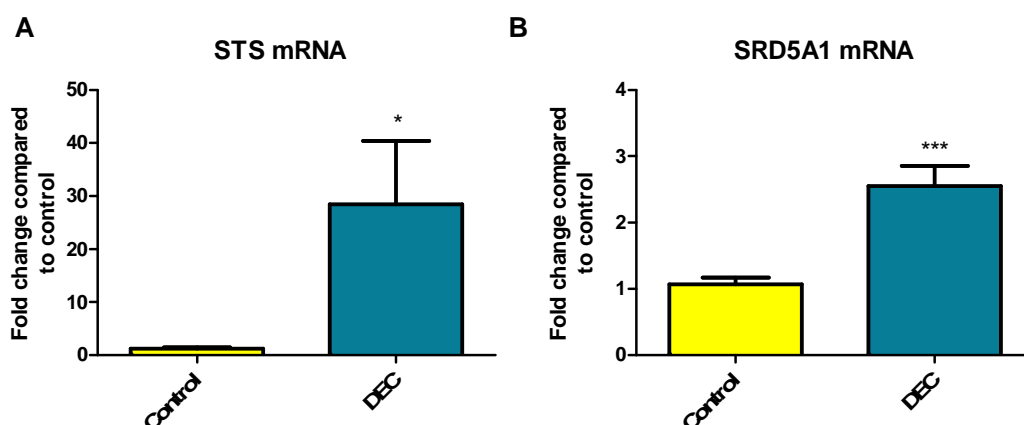 A
STS mRNA
Fold change compared
to control
50
40
30
20
10
0
*
Control
DEC
B
SRD5A1 mRNA
Fold change compared
to control
4
3
2
1
0
***
Control
DEC